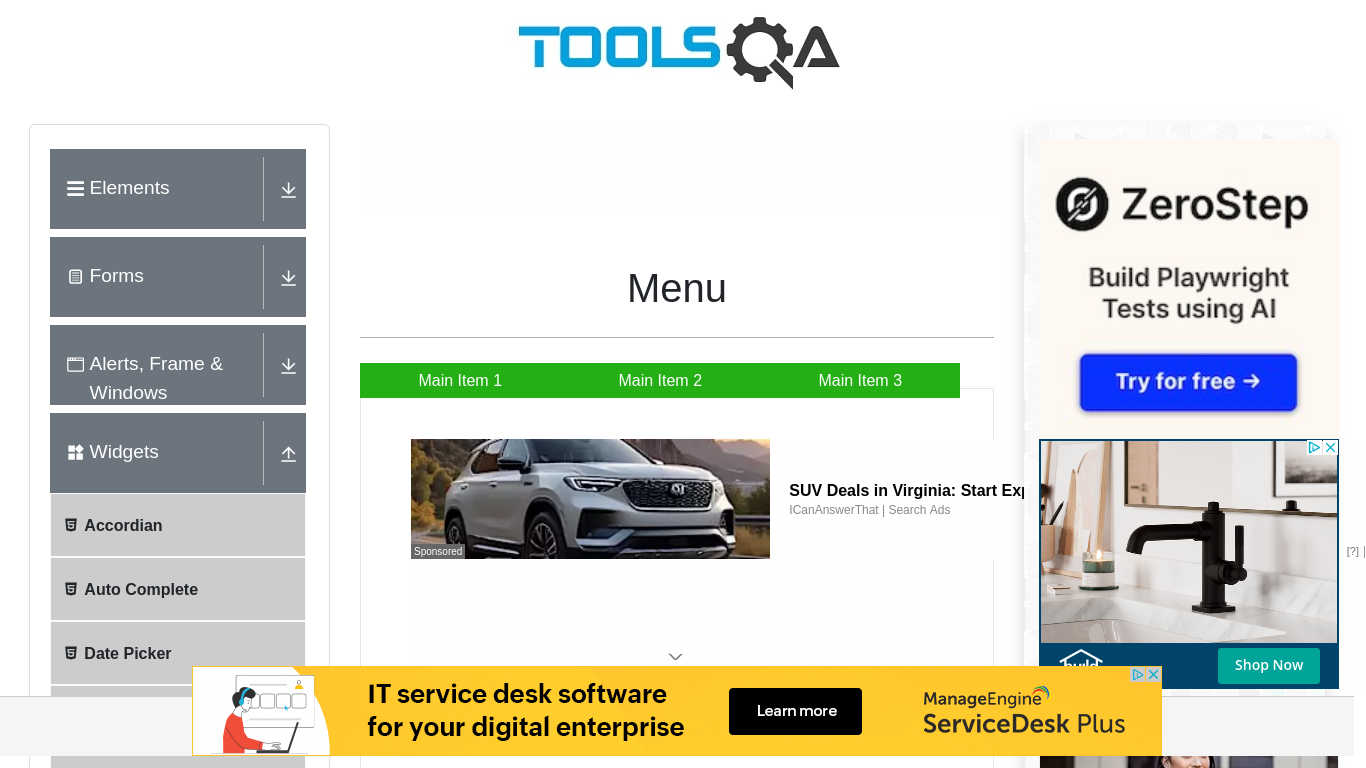 TOOLSQA
Elements
Forms
Alerts, Frame &
Windows
Widgets
Accordian
Auto Complete
Date Picker
Menu
Main Item 1
Main Item 2
Main Item 3
Sponsored
SUV Deals in Virginia: Start Exp
ICanAnswerThat | Search Ads
ZeroStep
Build Playwright
Tests using AI
Try for free →
[?]
build
Shop Now
IT service desk software
for your digital enterprise
Learn more
ManageEngine
ServiceDesk Plus